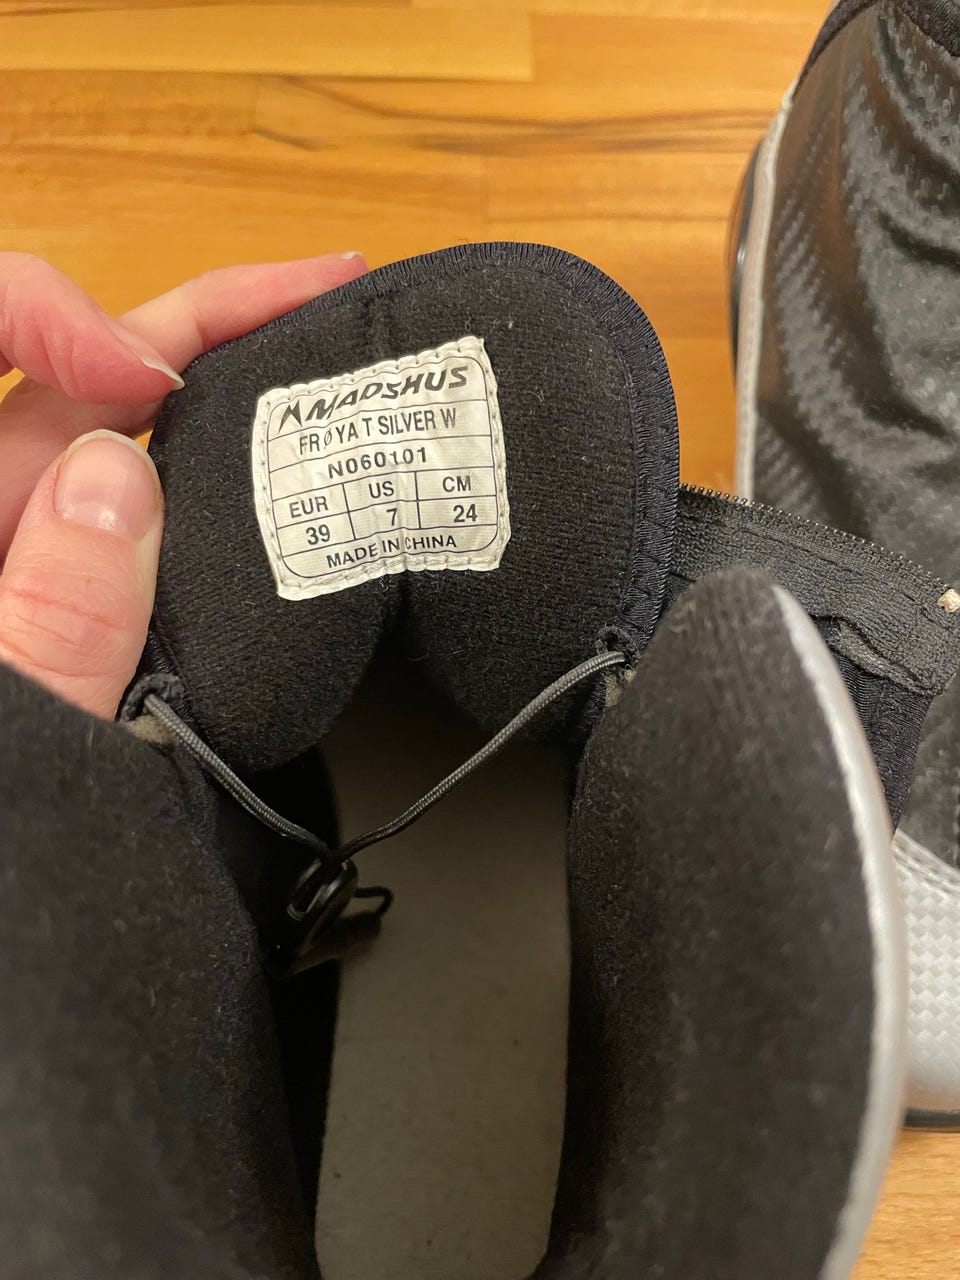 MADSHUS
FRØYA T SILVER W
N060101
EUR US CM
39 7 24
MADE IN CHINA